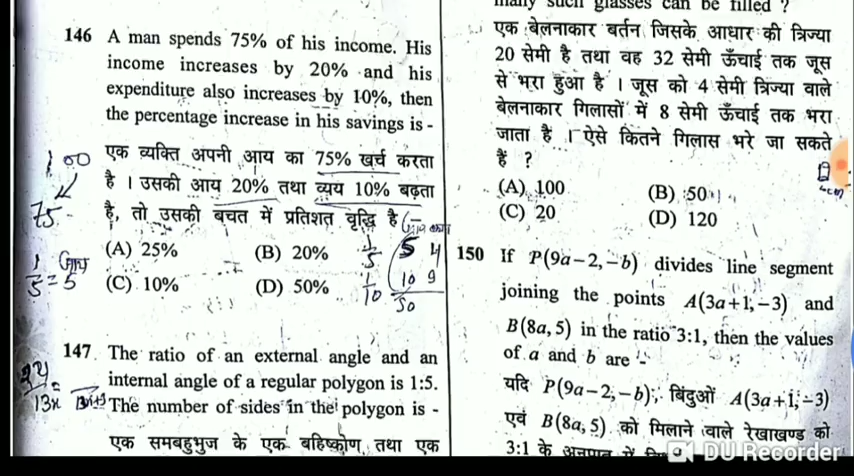 146 A man spends 75% of his income. His
income increases by 20% and his
expenditure also increases by 10%, then
the percentage increase in his savings is -
एक व्यक्ति अपनी आय का 75% खर्च करता
है । उसकी आय 20% तथा व्यय 10% बढ़ता
है, तो उसकी बचत में प्रतिशत वृद्धि है
(A) 25% (B) 20%
(C) 10% (D) 50%
100
75
147 The ratio of an external angle and an
internal angle of a regular polygon is 1:5.
The number of sides in the polygon is -
एक समबहुभुज के एक बहिष्कोण तथा एक
many such glasses can be filled ?
एक बेलनाकार बर्तन जिसके आधार की त्रिज्या
20 सेमी है तथा वह 32 सेमी ऊँचाई तक जूस
से भरा हुआ है । जूस को 4 सेमी त्रिज्या वाले
बेलनाकार गिलासों में 8 सेमी ऊँचाई तक भरा
जाता है । ऐसे कितने गिलास भरे जा सकते
हैं ?
(A) 100 (B) 50
(C) 20 (D) 120
150 If P(9a-2,-b) divides line segment
joining the points A(3a+1,-3) and
B(8a,5) in the ratio 3:1, then the values
of a and b are -
यदि P(9a-2,-b), बिंदुओं A(3a+1,-3)
एवं B(8a,5) को मिलाने वाले रेखाखण्ड को
3:1 के अनुपात में
DU Recorder